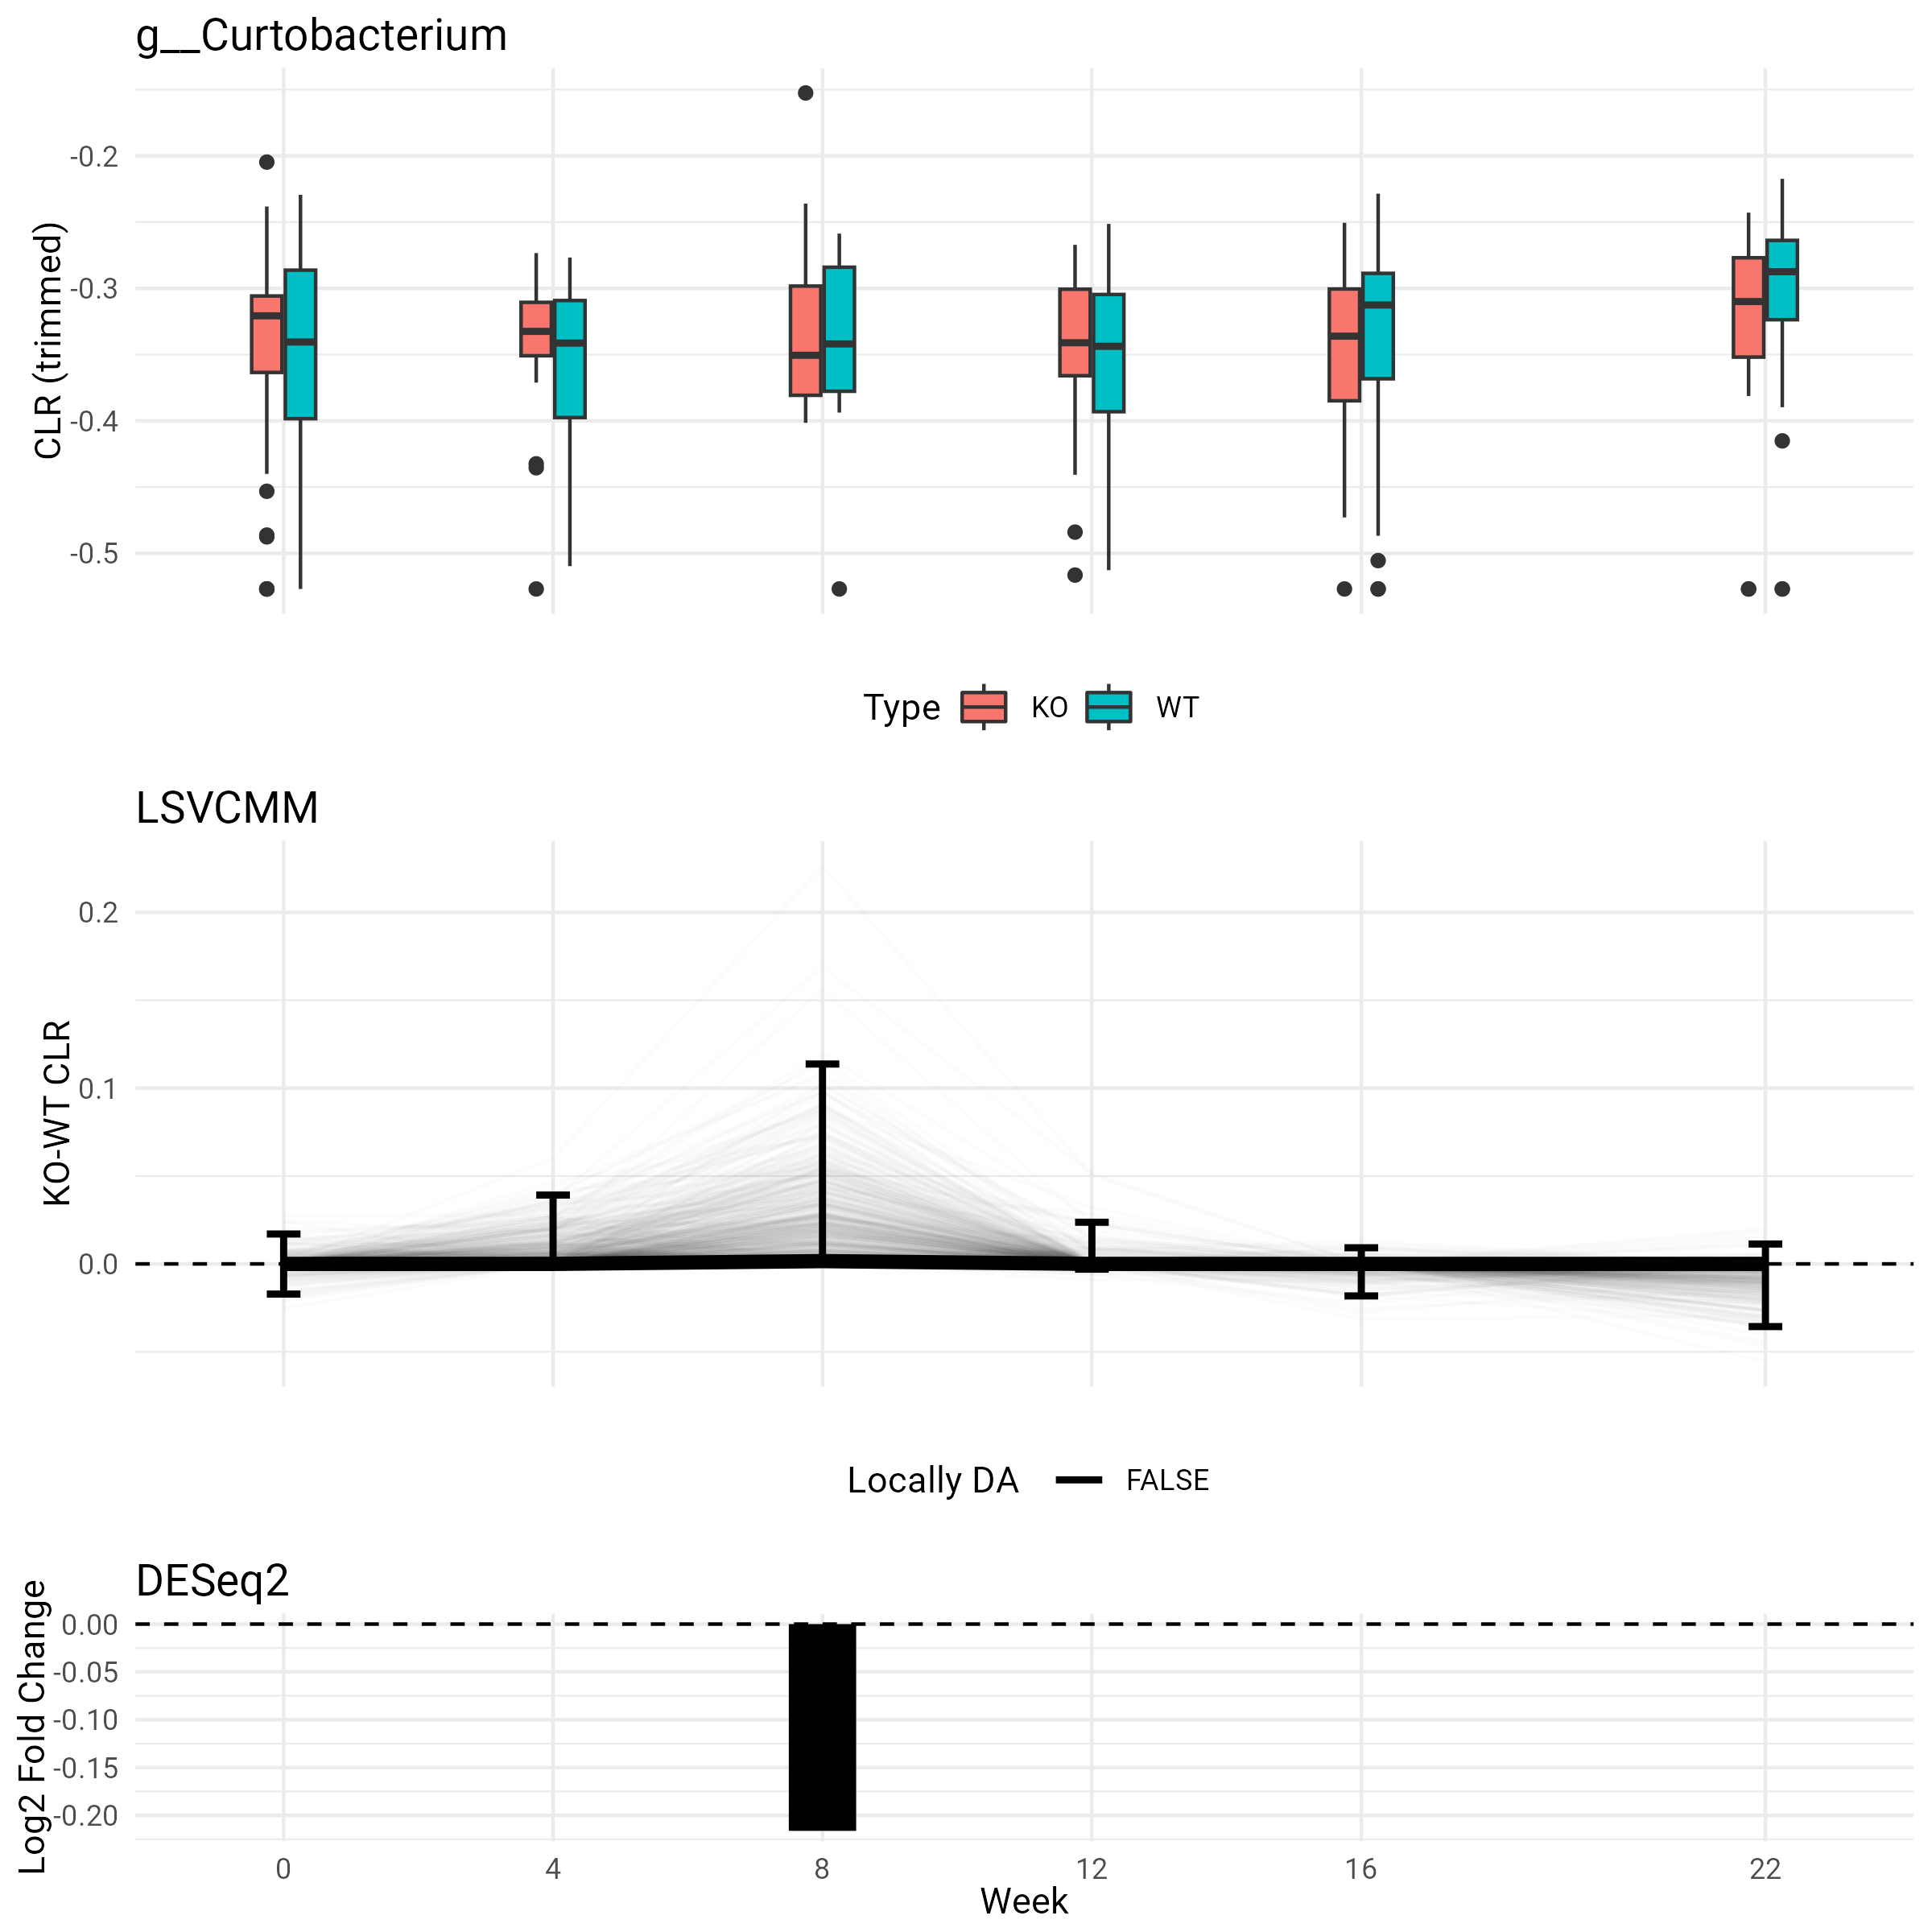 g__Curtobacterium
CLR (trimmed)
-0.2
-0.3
-0.4
-0.5
Type KO WT
LSVCMM
KO-WT CLR
0.2
0.1
0.0
Locally DA FALSE
DESeq2
Log2 Fold Change
0.00
-0.05
-0.10
-0.15
-0.20
0 4 8 12 16 22
Week